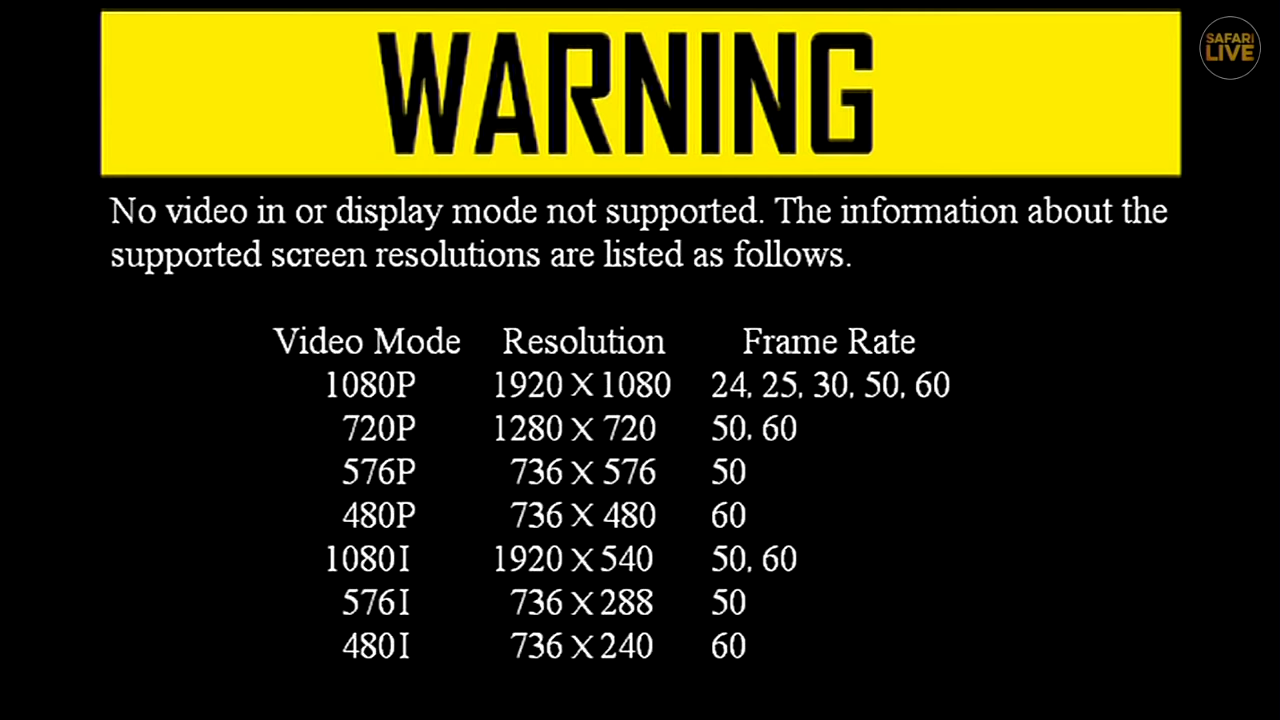 WARNING
SAFARI
LIVE
No video in or display mode not supported. The information about the
supported screen resolutions are listed as follows.
Video Mode Resolution Frame Rate
1080P 1920 X 1080 24, 25, 30, 50, 60
720P 1280 X 720 50, 60
576P 736 X 576 50
480P 736 X 480 60
1080I 1920 X 540 50, 60
576I 736 X 288 50
480I 736 X 240 60